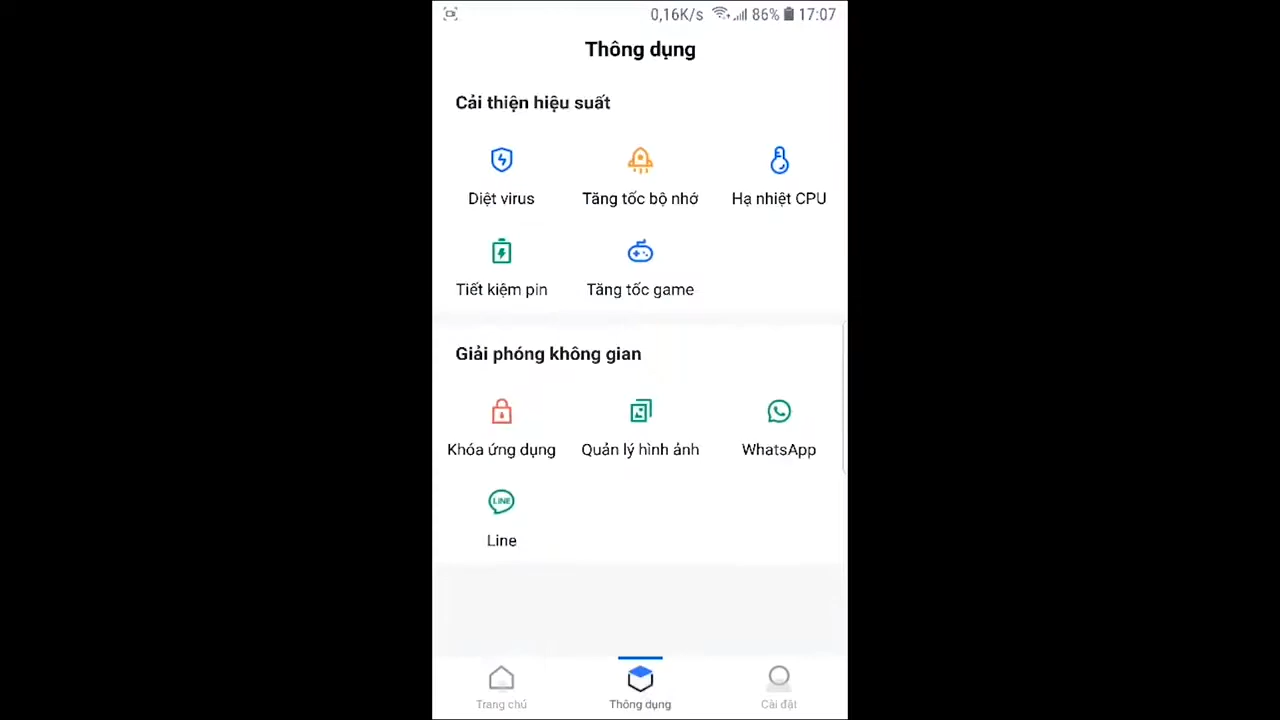 0,16K/s 86% 17:07
Thông dụng
Cải thiện hiệu suất
Diệt virus Tăng tốc bộ nhớ Hạ nhiệt CPU
Tiết kiệm pin Tăng tốc game
Giải phóng không gian
Khóa ứng dụng Quản lý hình ảnh WhatsApp
LINE
Line
Trang chủ Thông dụng Cài đặt